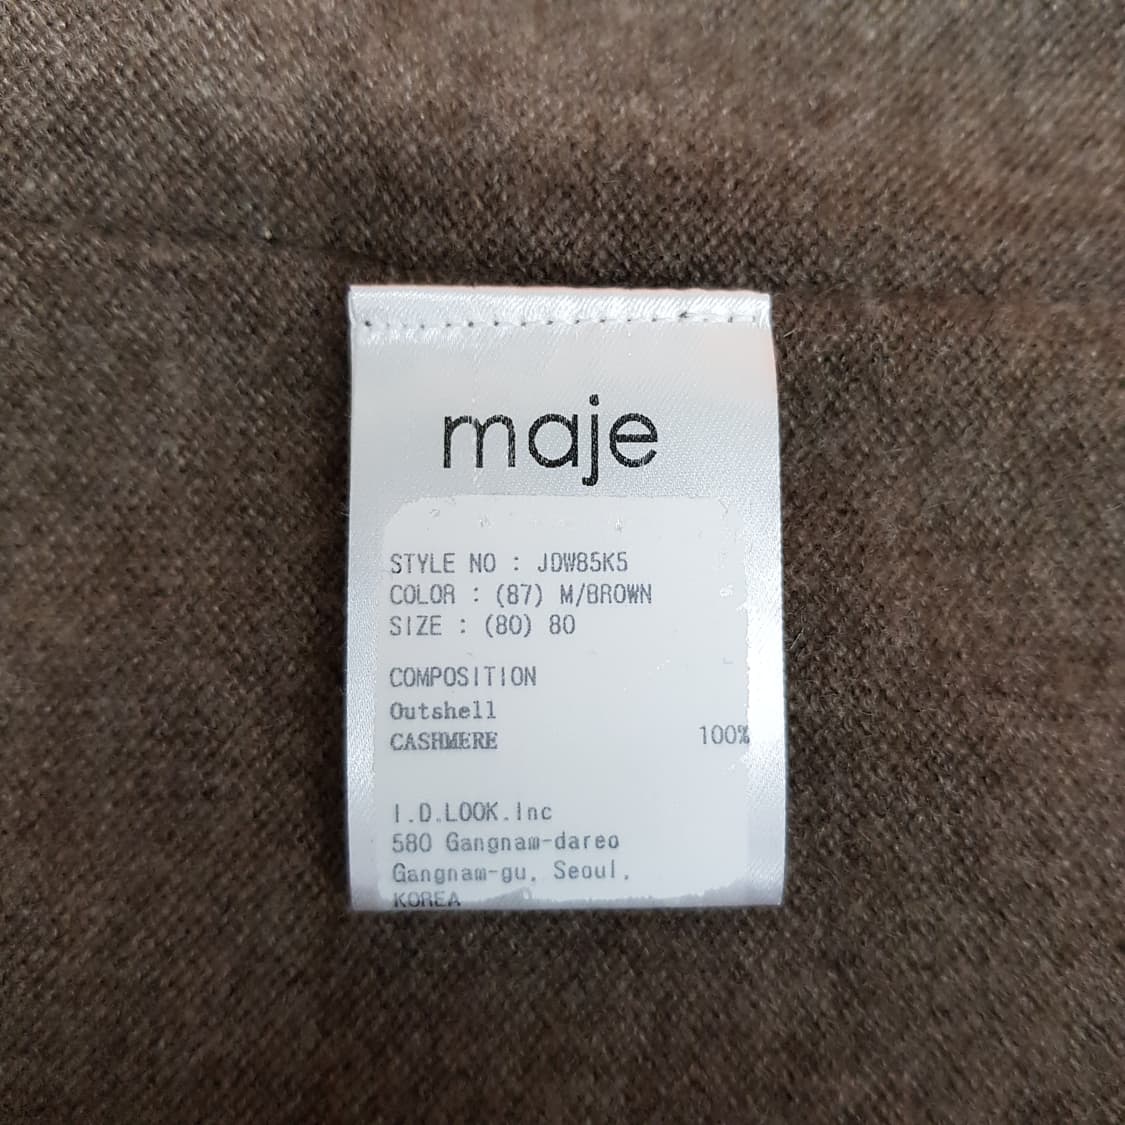 maje
STYLE NO : JDW85K5
COLOR : (87) M/BROWN
SIZE : (80) 80
COMPOSITION
Outshell
CASHMERE 100%
I.D.LOOK.Inc
580 Gangnam-dareo
Gangnam-gu, Seoul,
KOREA